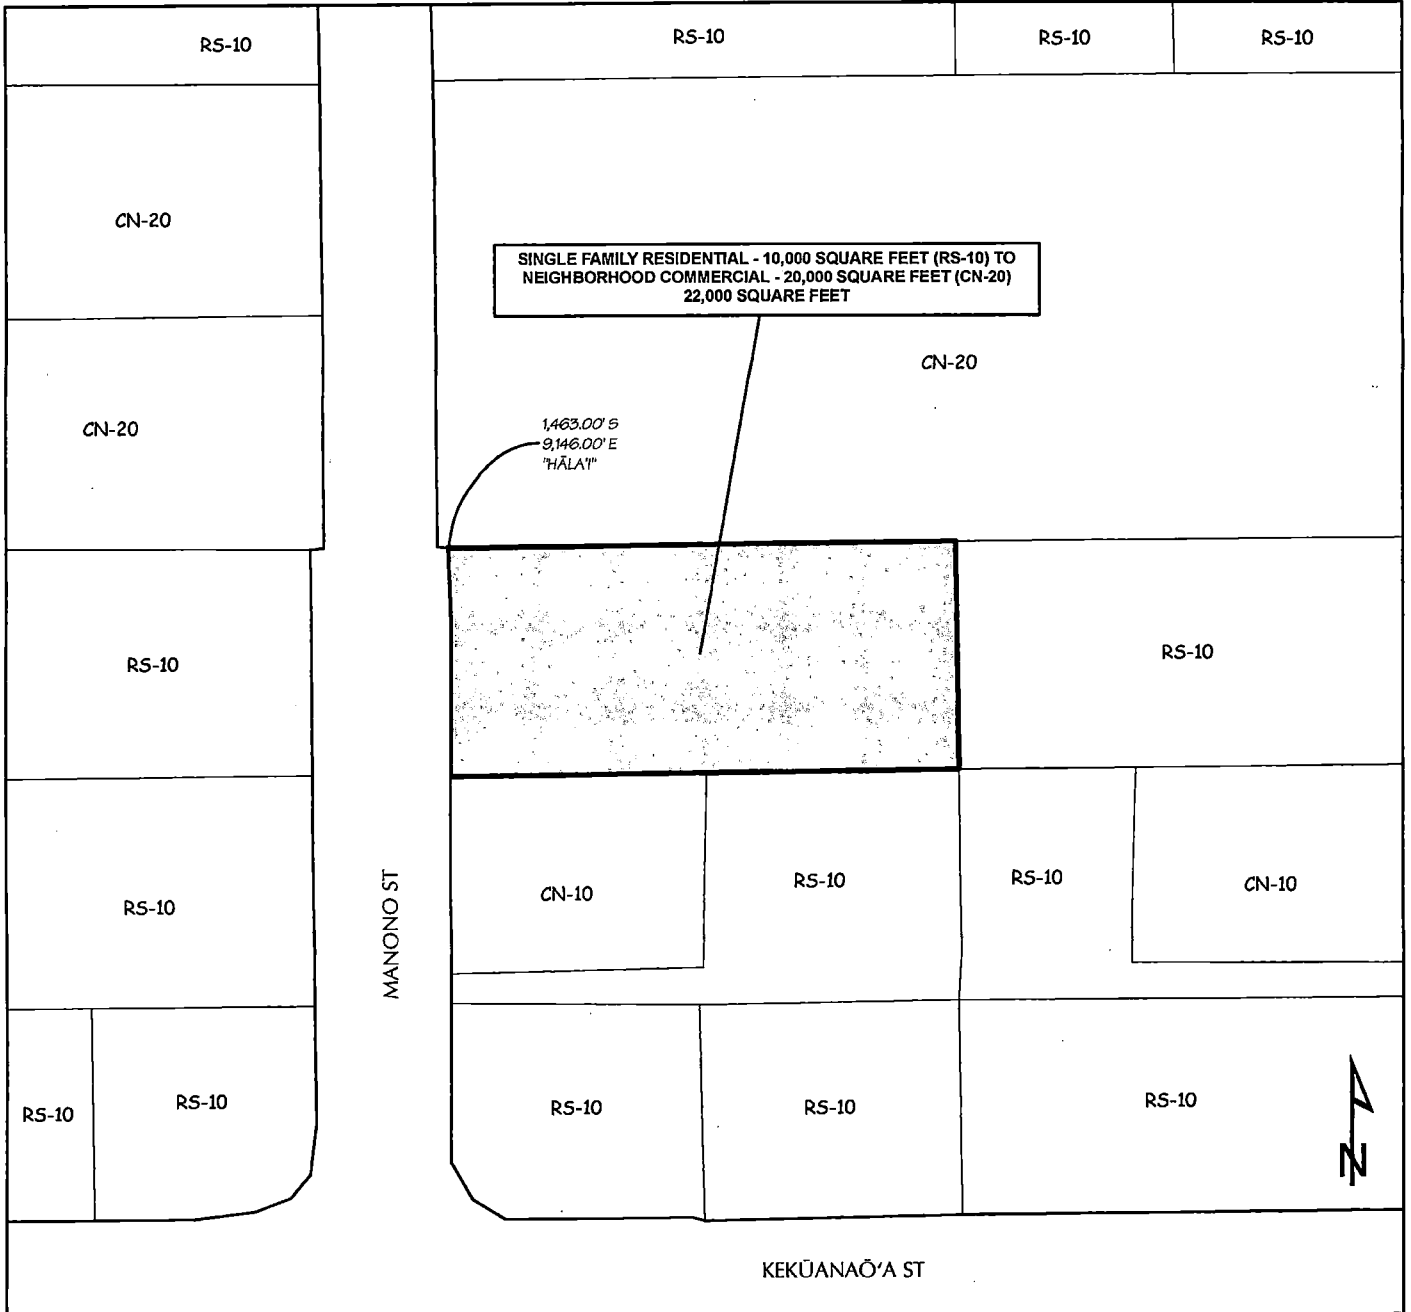 RS-10
RS-10
RS-10
RS-10
CN-20
SINGLE FAMILY RESIDENTIAL - 10,000 SQUARE FEET (RS-10) TO
NEIGHBORHOOD COMMERCIAL - 20,000 SQUARE FEET (CN-20)
22,000 SQUARE FEET
CN-20
CN-20
1,463.00' S
9,146.00' E
"HĀLA'I"
RS-10
RS-10
RS-10
CN-10
RS-10
RS-10
CN-10
MANONO ST
RS-10
RS-10
RS-10
RS-10
RS-10
N
KEKŪANAŌ'A ST